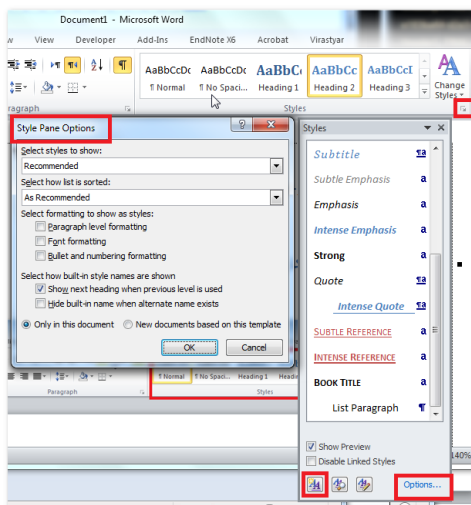 Document1 - Microsoft Word
View Developer Add-Ins EndNote X6 Acrobat Virastyar
AaBbCcDc AaBbCcDc AaBbC AaBbCc AaBbCcI
¶ Normal ¶ No Spaci... Heading 1 Heading 2 Heading 3
Change
Styles
aragraph Styles
Style Pane Options
Select styles to show:
Recommended
Select how list is sorted:
As Recommended
Select formatting to show as styles:
Paragraph level formatting
Font formatting
Bullet and numbering formatting
Select how built-in style names are shown
Show next heading when previous level is used
Hide built-in name when alternate name exists
Only in this document New documents based on this template
OK Cancel
Styles
Subtitle ¶a
Subtle Emphasis a
Emphasis a
Intense Emphasis a
Strong a
Quote ¶a
Intense Quote ¶a
SUBTLE REFERENCE a
INTENSE REFERENCE a
BOOK TITLE a
List Paragraph ¶
Show Preview
Disable Linked Styles
Options...
¶ Normal ¶ No Spaci... Heading 1 Headi
Paragraph Styles
140%